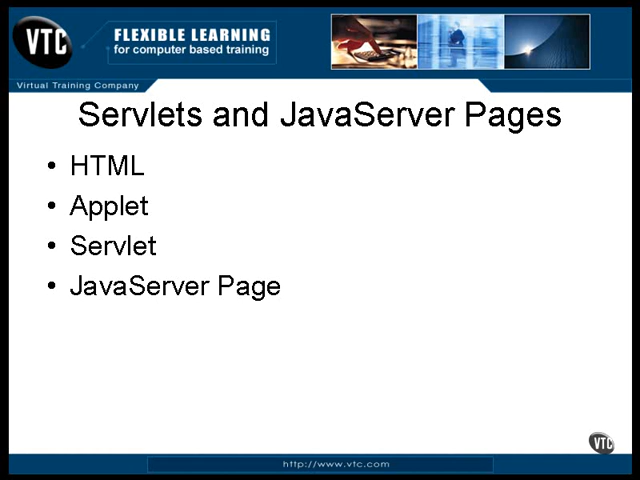 VTC
FLEXIBLE LEARNING
for computer based training
Virtual Training Company
Servlets and JavaServer Pages
• HTML
• Applet
• Servlet
• JavaServer Page
VTC
http://www.vtc.com